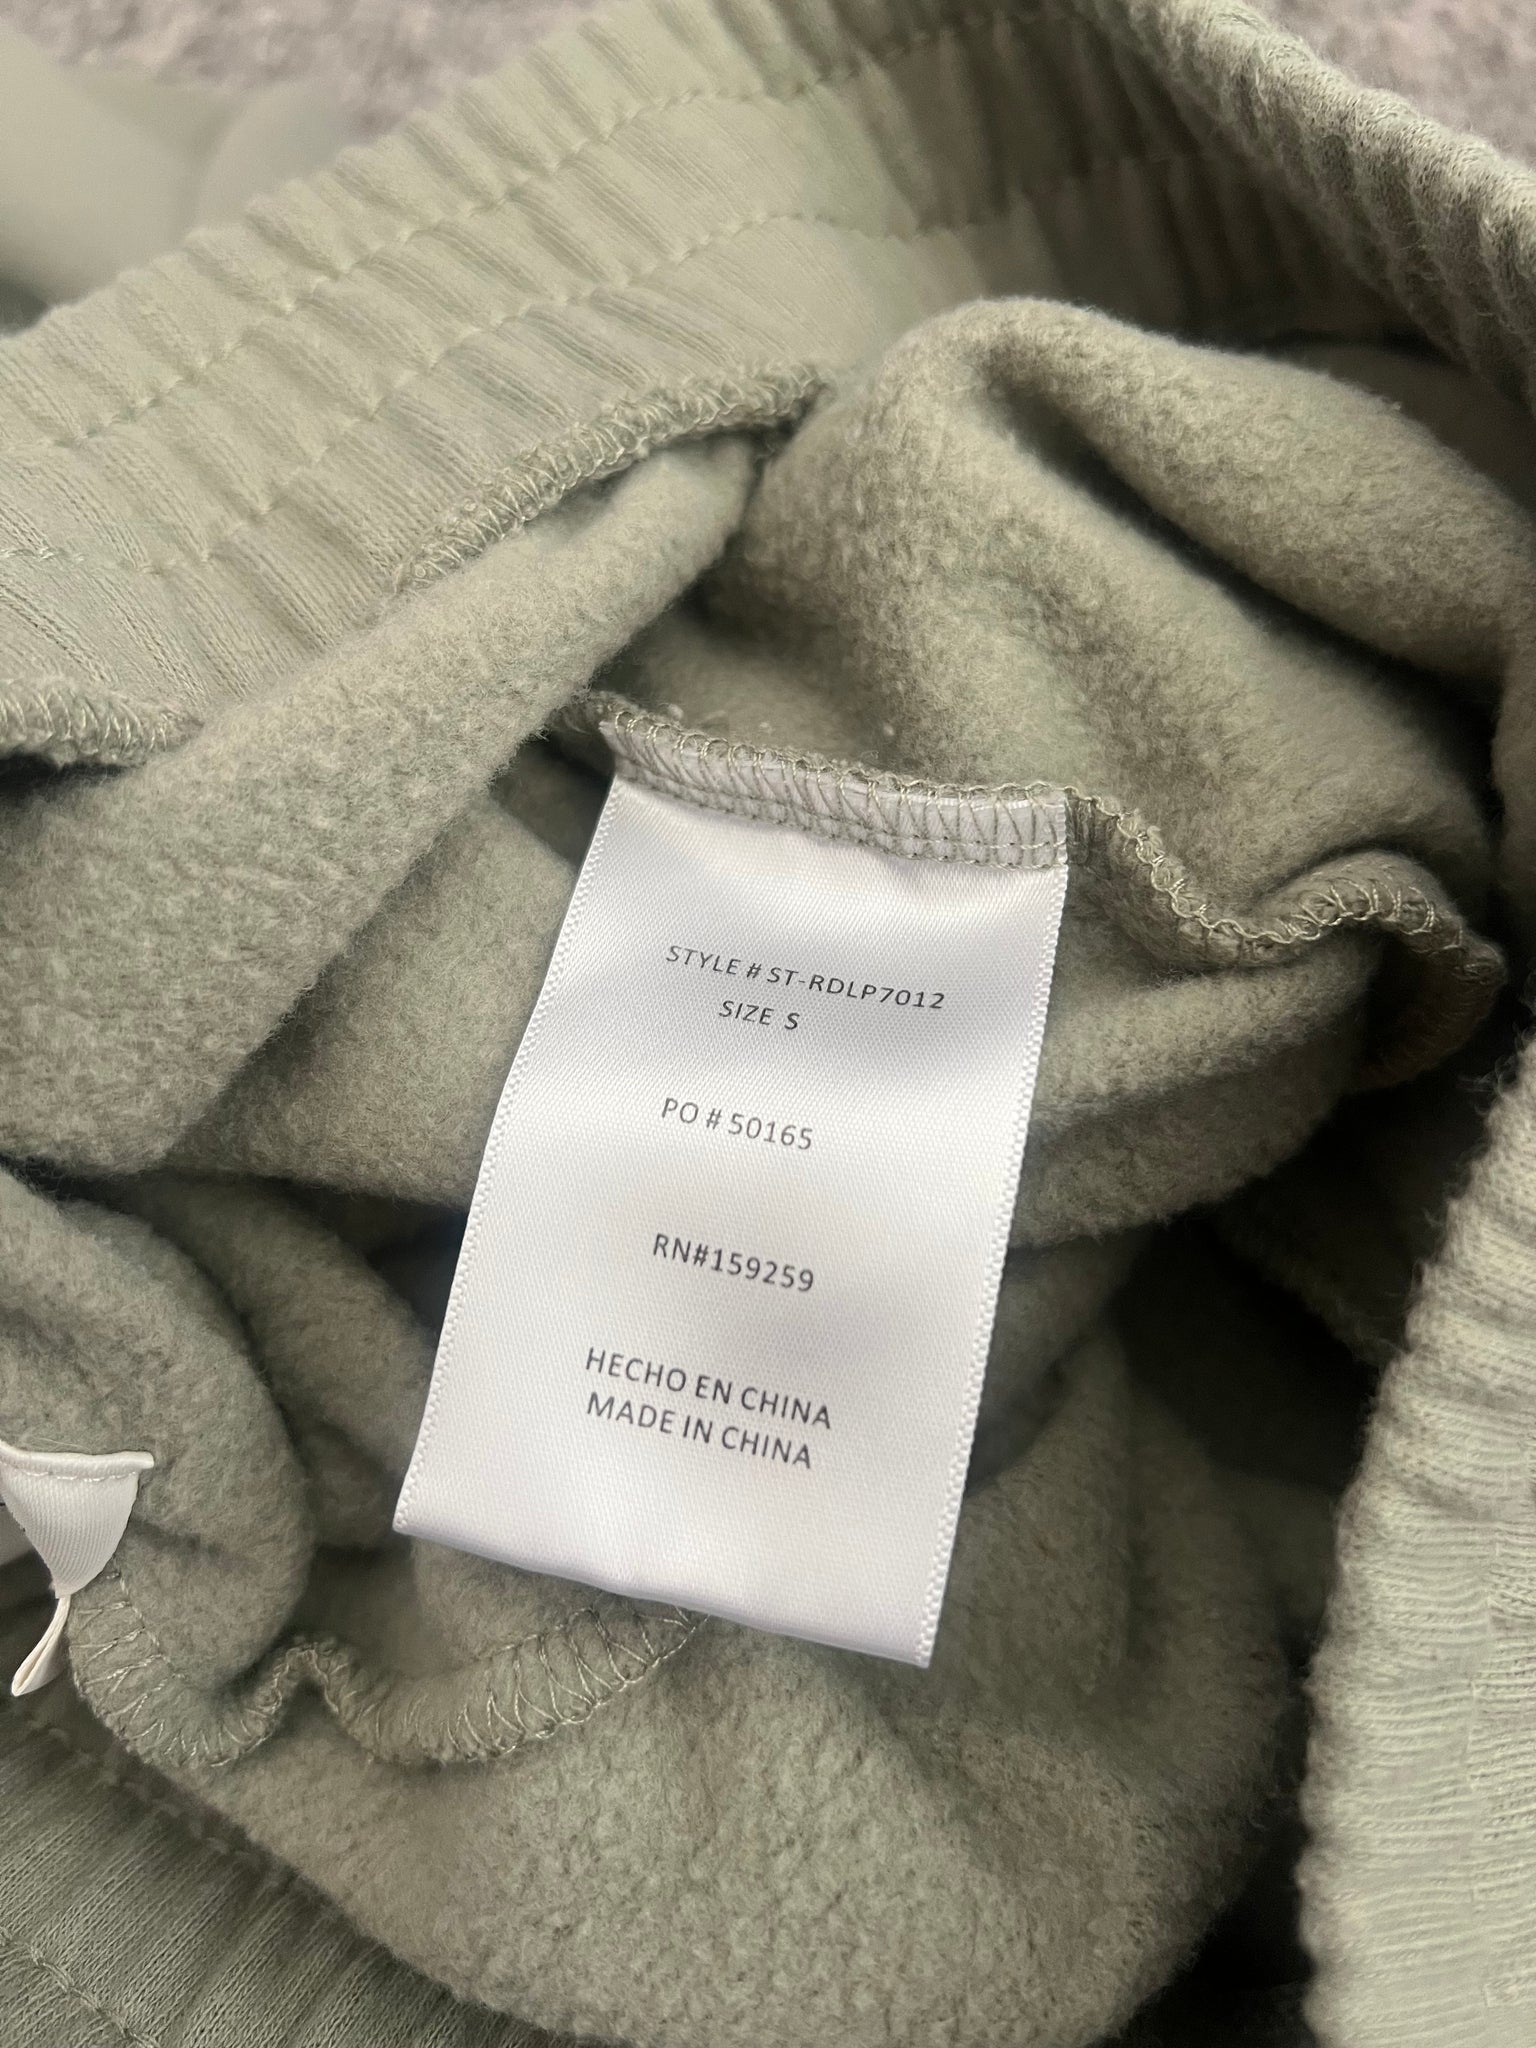 STYLE # ST-RDLP7012
SIZE S
PO # 50165
RN#159259
HECHO EN CHINA
MADE IN CHINA